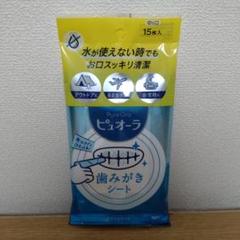 15枚入
水が使えない時でも
お口スッキリ清潔
アウトドアに
PureOra
ピュオーラ
歯みがき
シート